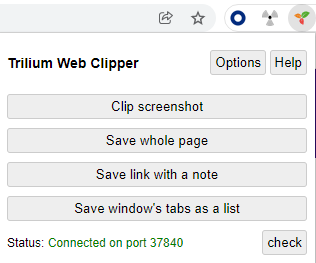 Trilium Web Clipper Options Help
Clip screenshot
Save whole page
Save link with a note
Save window's tabs as a list
Status: Connected on port 37840 check